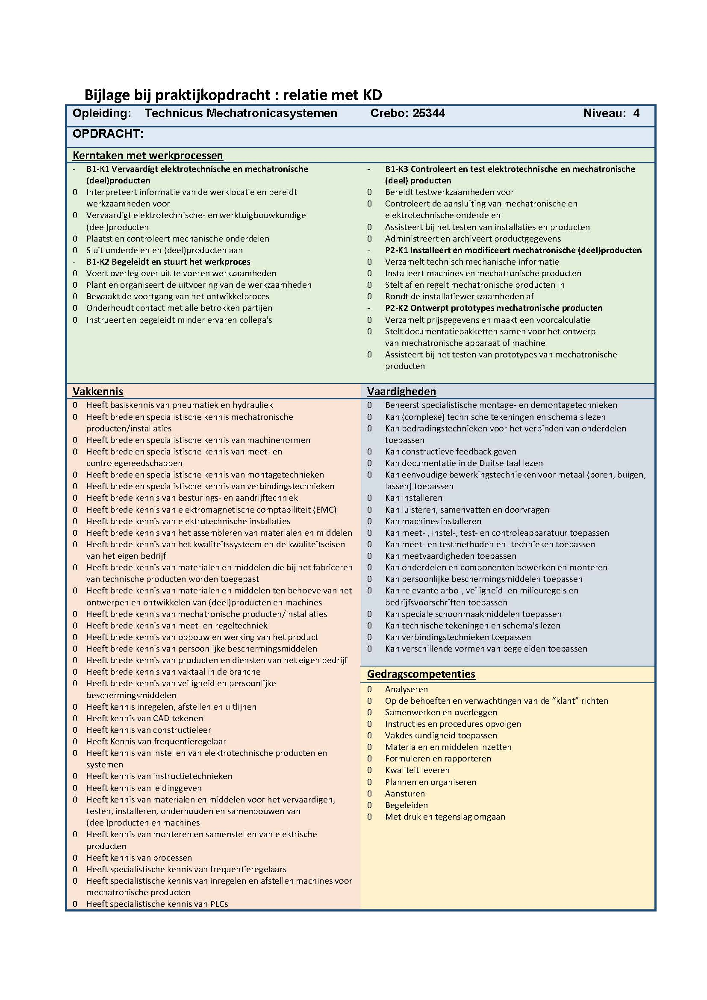 Bijlage bij praktijkopdracht : relatie met KD
Opleiding: Technicus Mechatronicasystemen Crebo: 25344 Niveau: 4
OPDRACHT:
Kerntaken met werkprocessen
- B1-K1 Vervaardigt elektrotechnische en mechatronische
(deel)producten
0 Interpreteert informatie van de werklocatie en bereidt
werkzaamheden voor
0 Vervaardigt elektrotechnische- en werktuigbouwkundige
(deel)producten
0 Plaatst en controleert mechanische onderdelen
0 Sluit onderdelen en (deel)producten aan
- B1-K2 Begeleidt en stuurt het werkproces
0 Voert overleg over uit te voeren werkzaamheden
0 Plant en organiseert de uitvoering van de werkzaamheden
0 Bewaakt de voortgang van het ontwikkelproces
0 Onderhoudt contact met alle betrokken partijen
0 Instrueert en begeleidt minder ervaren collega's
- B1-K3 Controleert en test elektrotechnische en mechatronische
(deel) producten
0 Bereidt testwerkzaamheden voor
0 Controleert de aansluiting van mechatronische en
elektrotechnische onderdelen
0 Assisteert bij het testen van installaties en producten
0 Administreert en archiveert productgegevens
- P2-K1 Installeert en modificeert mechatronische (deel)producten
0 Verzamelt technisch mechanische informatie
0 Installeert machines en mechatronische producten
0 Stelt af en regelt mechatronische producten in
0 Rondt de installatiewerkzaamheden af
- P2-K2 Ontwerpt prototypes mechatronische producten
0 Verzamelt prijsgegevens en maakt een voorcalculatie
0 Stelt documentatiepakketten samen voor het ontwerp
van mechatronische apparaat of machine
0 Assisteert bij het testen van prototypes van mechatronische
producten
Vakkennis
0 Heeft basiskennis van pneumatiek en hydrauliek
0 Heeft brede en specialistische kennis mechatronische
producten/installaties
0 Heeft brede en specialistische kennis van machinenormen
0 Heeft brede en specialistische kennis van meet- en
controlegereedschappen
0 Heeft brede en specialistische kennis van montagetechnieken
0 Heeft brede en specialistische kennis van verbindingstechnieken
0 Heeft brede kennis van besturings- en aandrijftechniek
0 Heeft brede kennis van elektromagnetische comptabiliteit (EMC)
0 Heeft brede kennis van elektrotechnische installaties
0 Heeft brede kennis van het assembleren van materialen en middelen
0 Heeft brede kennis van het kwaliteitssysteem en de kwaliteitseisen
van het eigen bedrijf
0 Heeft brede kennis van materialen en middelen die bij het fabriceren
van technische producten worden toegepast
0 Heeft brede kennis van materialen en middelen ten behoeve van het
ontwerpen en ontwikkelen van (deel)producten en machines
0 Heeft brede kennis van mechatronische producten/installaties
0 Heeft brede kennis van meet- en regeltechniek
0 Heeft brede kennis van opbouw en werking van het product
0 Heeft brede kennis van persoonlijke beschermingsmiddelen
0 Heeft brede kennis van producten en diensten van het eigen bedrijf
0 Heeft brede kennis van vaktaal in de branche
0 Heeft brede kennis van veiligheid en persoonlijke
beschermingsmiddelen
0 Heeft kennis inregelen, afstellen en uitlijnen
0 Heeft kennis van CAD tekenen
0 Heeft kennis van constructieleer
0 Heeft Kennis van frequentieregelaar
0 Heeft kennis van instellen van elektrotechnische producten en
systemen
0 Heeft kennis van instructietechnieken
0 Heeft kennis van leidinggeven
0 Heeft kennis van materialen en middelen voor het vervaardigen,
testen, installeren, onderhouden en samenbouwen van
(deel)producten en machines
0 Heeft kennis van monteren en samenstellen van elektrische
producten
0 Heeft kennis van processen
0 Heeft specialistische kennis van frequentieregelaars
0 Heeft specialistische kennis van inregelen en afstellen machines voor
mechatronische producten
0 Heeft specialistische kennis van PLCs
Vaardigheden
0 Beheerst specialistische montage- en demontagetechnieken
0 Kan (complexe) technische tekeningen en schema's lezen
0 Kan bedradingstechnieken voor het verbinden van onderdelen
toepassen
0 Kan constructieve feedback geven
0 Kan documentatie in de Duitse taal lezen
0 Kan eenvoudige bewerkingstechnieken voor metaal (boren, buigen,
lassen) toepassen
0 Kan installeren
0 Kan luisteren, samenvatten en doorvragen
0 Kan machines installeren
0 Kan meet- , instel-, test- en controleapparatuur toepassen
0 Kan meet- en testmethoden en -technieken toepassen
0 Kan meetvaardigheden toepassen
0 Kan onderdelen en componenten bewerken en monteren
0 Kan persoonlijke beschermingsmiddelen toepassen
0 Kan relevante arbo-, veiligheid- en milieuregels en
bedrijfsvoorschriften toepassen
0 Kan speciale schoonmaakmiddelen toepassen
0 Kan technische tekeningen en schema's lezen
0 Kan verbindingstechnieken toepassen
0 Kan verschillende vormen van begeleiden toepassen
Gedragscompetenties
0 Analyseren
0 Op de behoeften en verwachtingen van de “klant” richten
0 Samenwerken en overleggen
0 Instructies en procedures opvolgen
0 Vakdeskundigheid toepassen
0 Materialen en middelen inzetten
0 Formuleren en rapporteren
0 Kwaliteit leveren
0 Plannen en organiseren
0 Aansturen
0 Begeleiden
0 Met druk en tegenslag omgaan